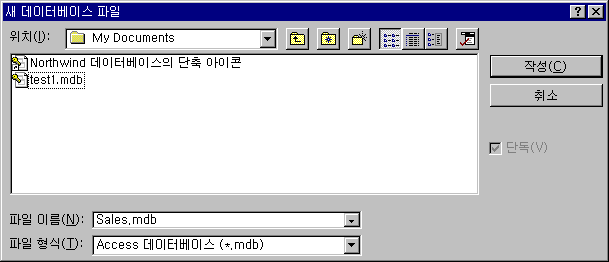 새 데이터베이스 파일
위치(I): My Documents
Northwind 데이터베이스의 단축 아이콘
test1.mdb
작성(C)
취소
단독(V)
파일 이름(N): Sales.mdb
파일 형식(T): Access 데이터베이스 (*.mdb)